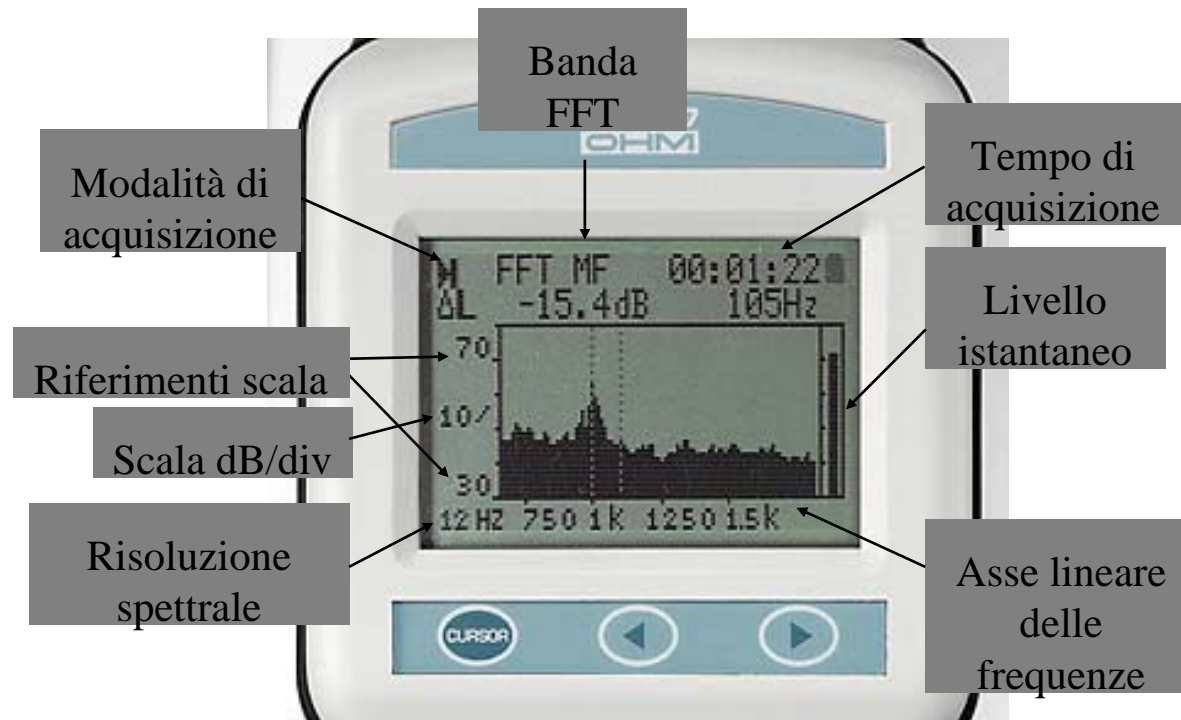 Banda
FFT
7
OHM
Modalità di
acquisizione
Tempo di
acquisizione
FFT MF 00:01:22
ΔL -15.4dB 105Hz
Livello
istantaneo
70
Riferimenti scala
10/
Scala dB/div
30
12 HZ 750 1k 1250 1.5k
Risoluzione
spettrale
Asse lineare
delle
frequenze
CURSOR